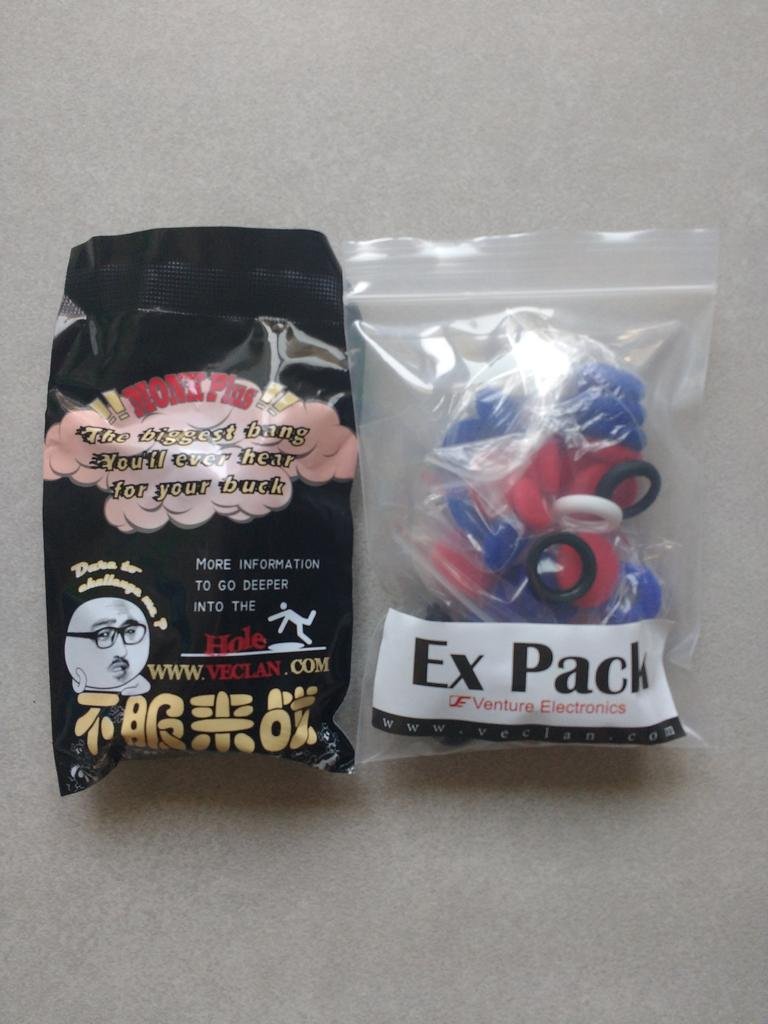 !! MONK Plus !!
The biggest bang
You'll ever hear
for your buck
Dare to
challenge me ?
MORE INFORMATION
TO GO DEEPER
INTO THE
Hole
WWW.VECLAN.COM
不服来战
Ex Pack
VE Venture Electronics
www.veclan.com